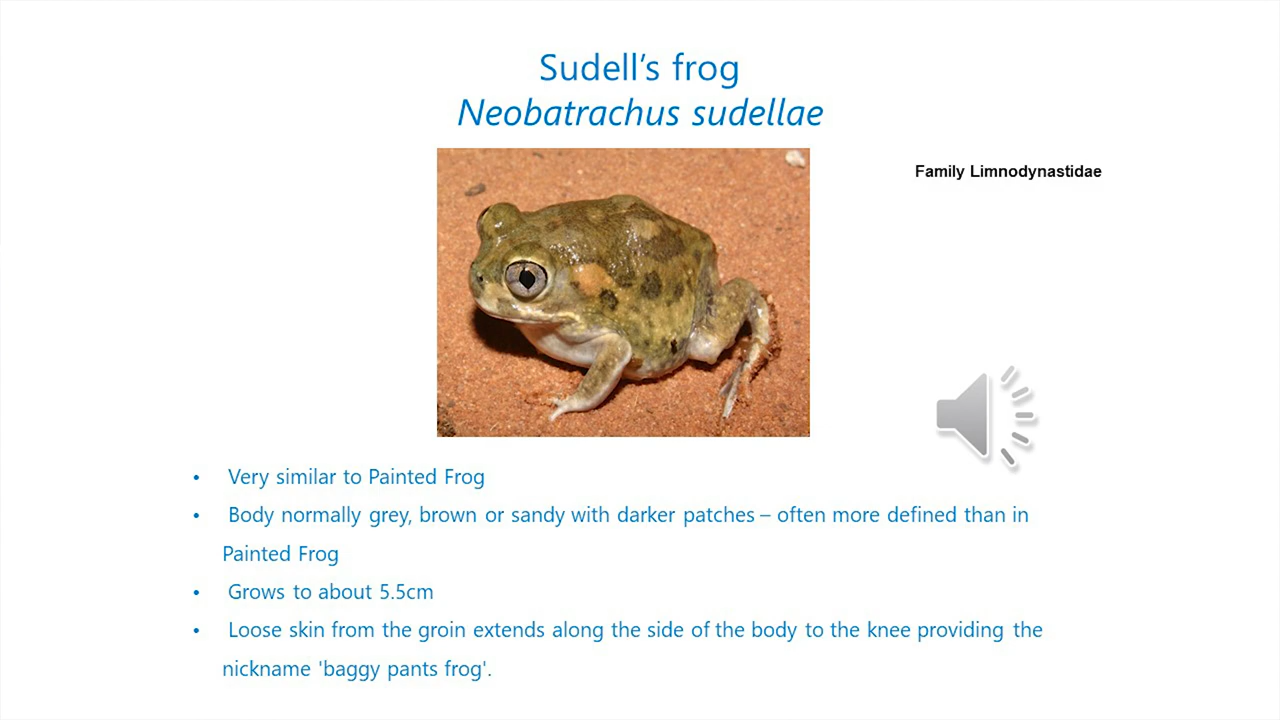 Sudell’s frog
Neobatrachus sudellae
Family Limnodynastidae
• Very similar to Painted Frog
• Body normally grey, brown or sandy with darker patches – often more defined than in
Painted Frog
• Grows to about 5.5cm
• Loose skin from the groin extends along the side of the body to the knee providing the
nickname 'baggy pants frog'.